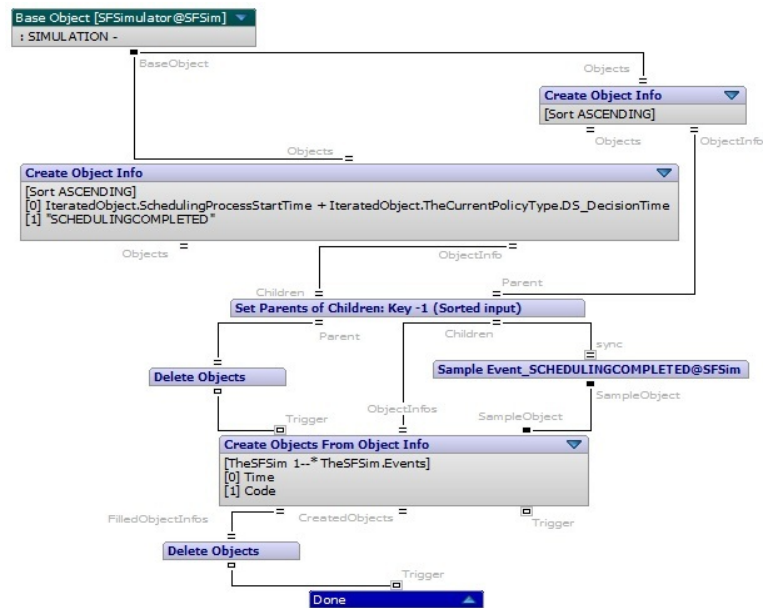 Base Object [SFSimulator@SFSim]
: SIMULATION -
BaseObject
Objects
Create Object Info
[Sort ASCENDING]
Objects
ObjectInfo
Objects
Create Object Info
[Sort ASCENDING]
[0] IteratedObject.SchedulingProcessStartTime + IteratedObject.TheCurrentPolicyType.DS_DecisionTime
[1] "SCHEDULINGCOMPLETED"
Objects
ObjectInfo
Children
Parent
Set Parents of Children: Key -1 (Sorted input)
Parent
Children
sync
Delete Objects
Sample Event_SCHEDULINGCOMPLETED@SFSim
SampleObject
Trigger
ObjectInfos
SampleObject
Create Objects From Object Info
[TheSFSim 1--* TheSFSim.Events]
[0] Time
[1] Code
FilledObjectInfos
CreatedObjects
Trigger
Delete Objects
Trigger
Done